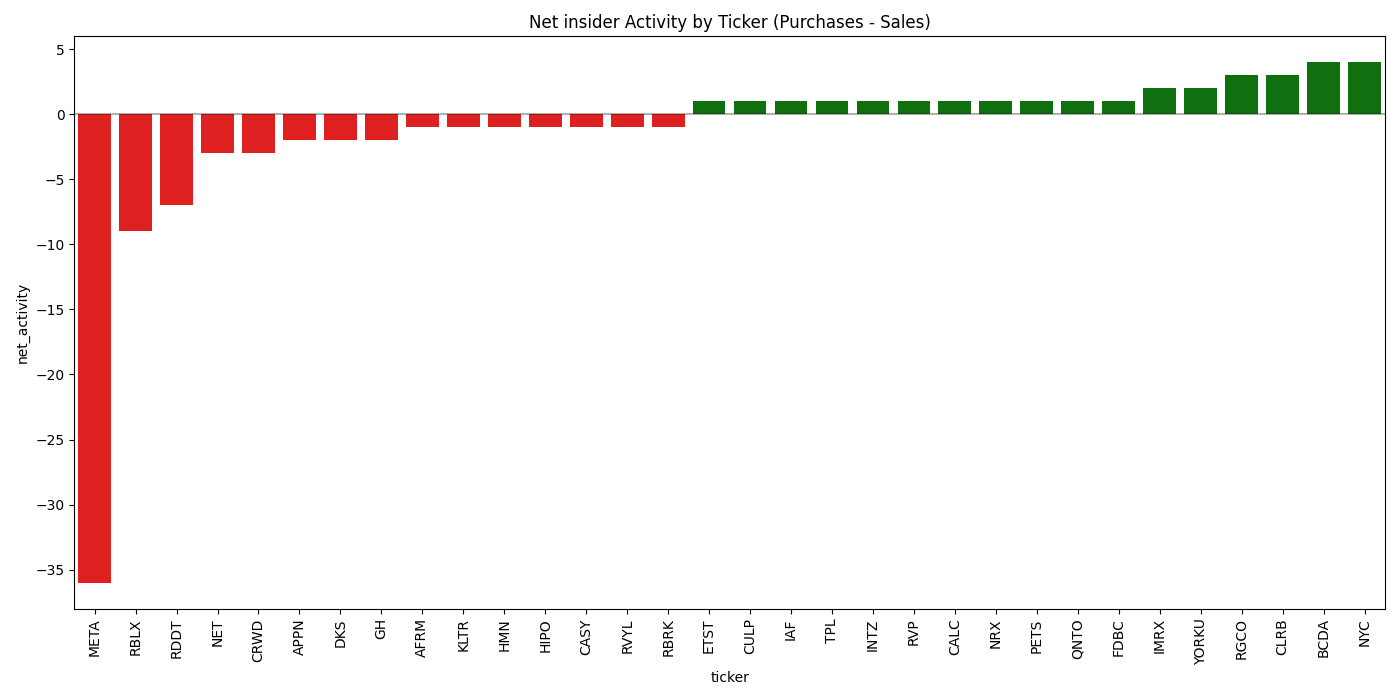 Net insider Activity by Ticker (Purchases - Sales)
net_activity
5
0
−5
−10
−15
−20
−25
−30
−35
META
RBLX
RDDT
NET
CRWD
APPN
DKS
GH
AFRM
KLTR
HMN
HIPO
CASY
RVYL
RBRK
ETST
CULP
IAF
TPL
INTZ
RVP
CALC
NRX
PETS
QNTO
FDBC
IMRX
YORKU
RGCO
CLRB
BCDA
NYC
ticker